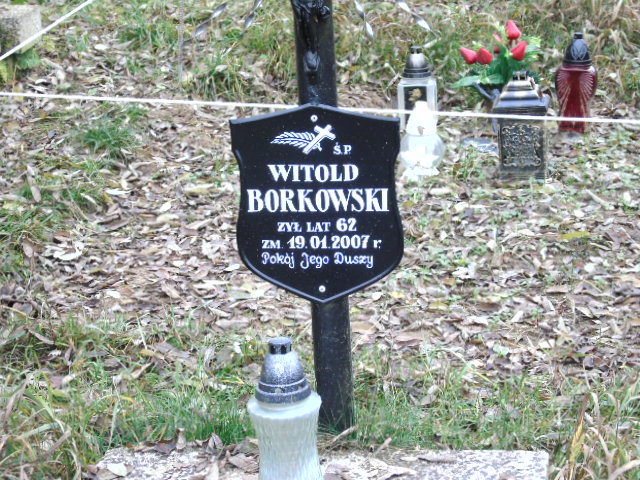 Ś.P
WITOLD
BORKOWSKI
ŻYŁ LAT 62
ZM. 19.01.2007 r,
Pokój Jego Duszy